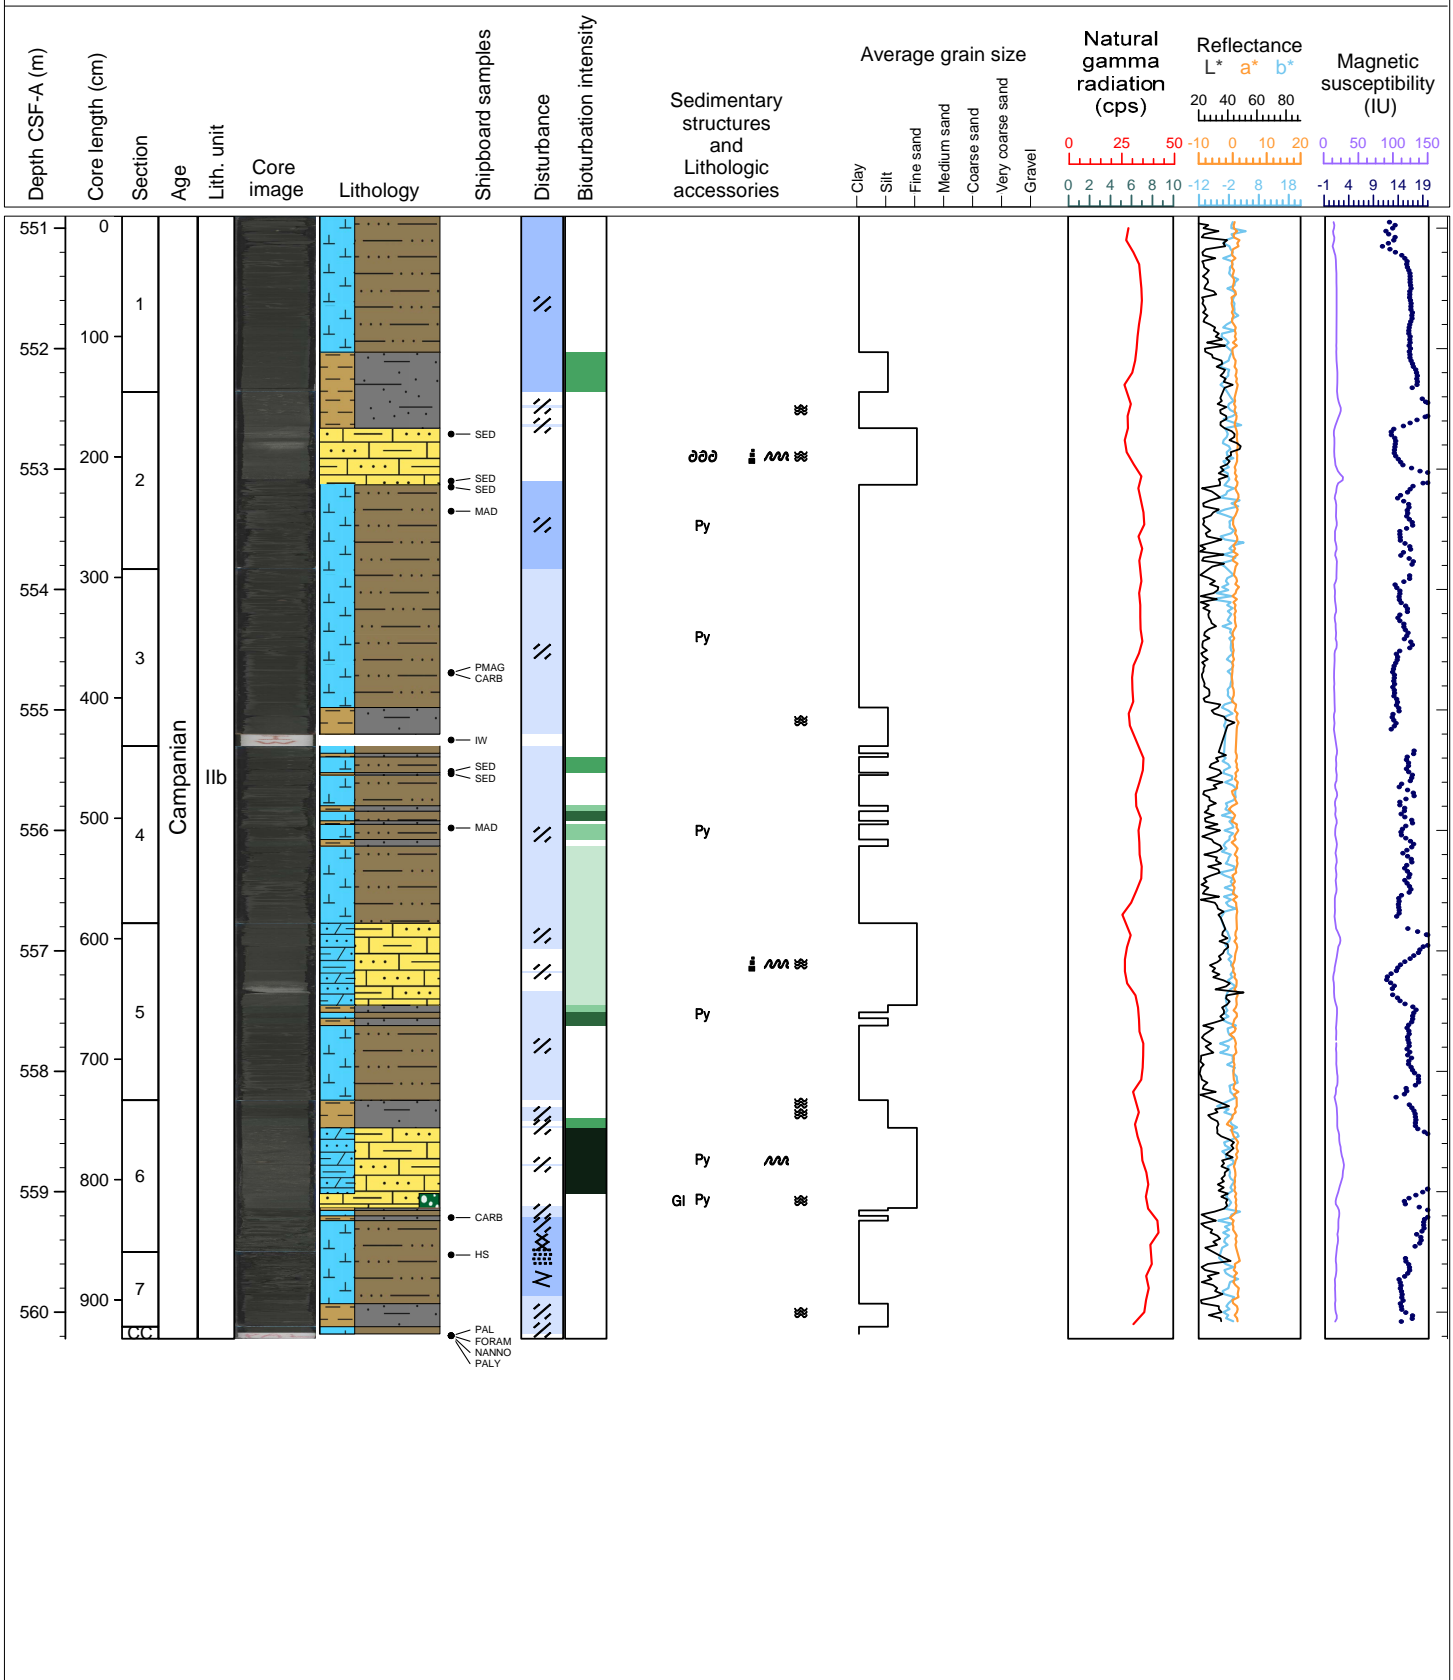 Depth CSF-A (m)
Core length (cm)
Section
Age
Lith. unit
Core
image
Lithology
Shipboard samples
Disturbance
Bioturbation intensity
Sedimentary
structures
and
Lithologic
accessories
Average grain size
Clay
Silt
Fine sand
Medium sand
Coarse sand
Very coarse sand
Gravel
Natural
gamma
radiation
(cps)
0 25 50
0 2 4 6 8 10
Reflectance
L* a* b*
20 40 60 80
-10 0 10 20
-12 -2 8 18
Magnetic
susceptibility
(IU)
0 50 100 150
-1 4 9 14 19
551
552
553
554
555
556
557
558
559
560
0
100
200
300
400
500
600
700
800
900
1
2
3
4
5
6
7
CC
Campanian
IIb
SED
SED
SED
MAD
PMAG
CARB
IW
SED
SED
MAD
CARB
HS
PAL
FORAM
NANNO
PALY
Py
Py
Py
Py
Py
Gl Py